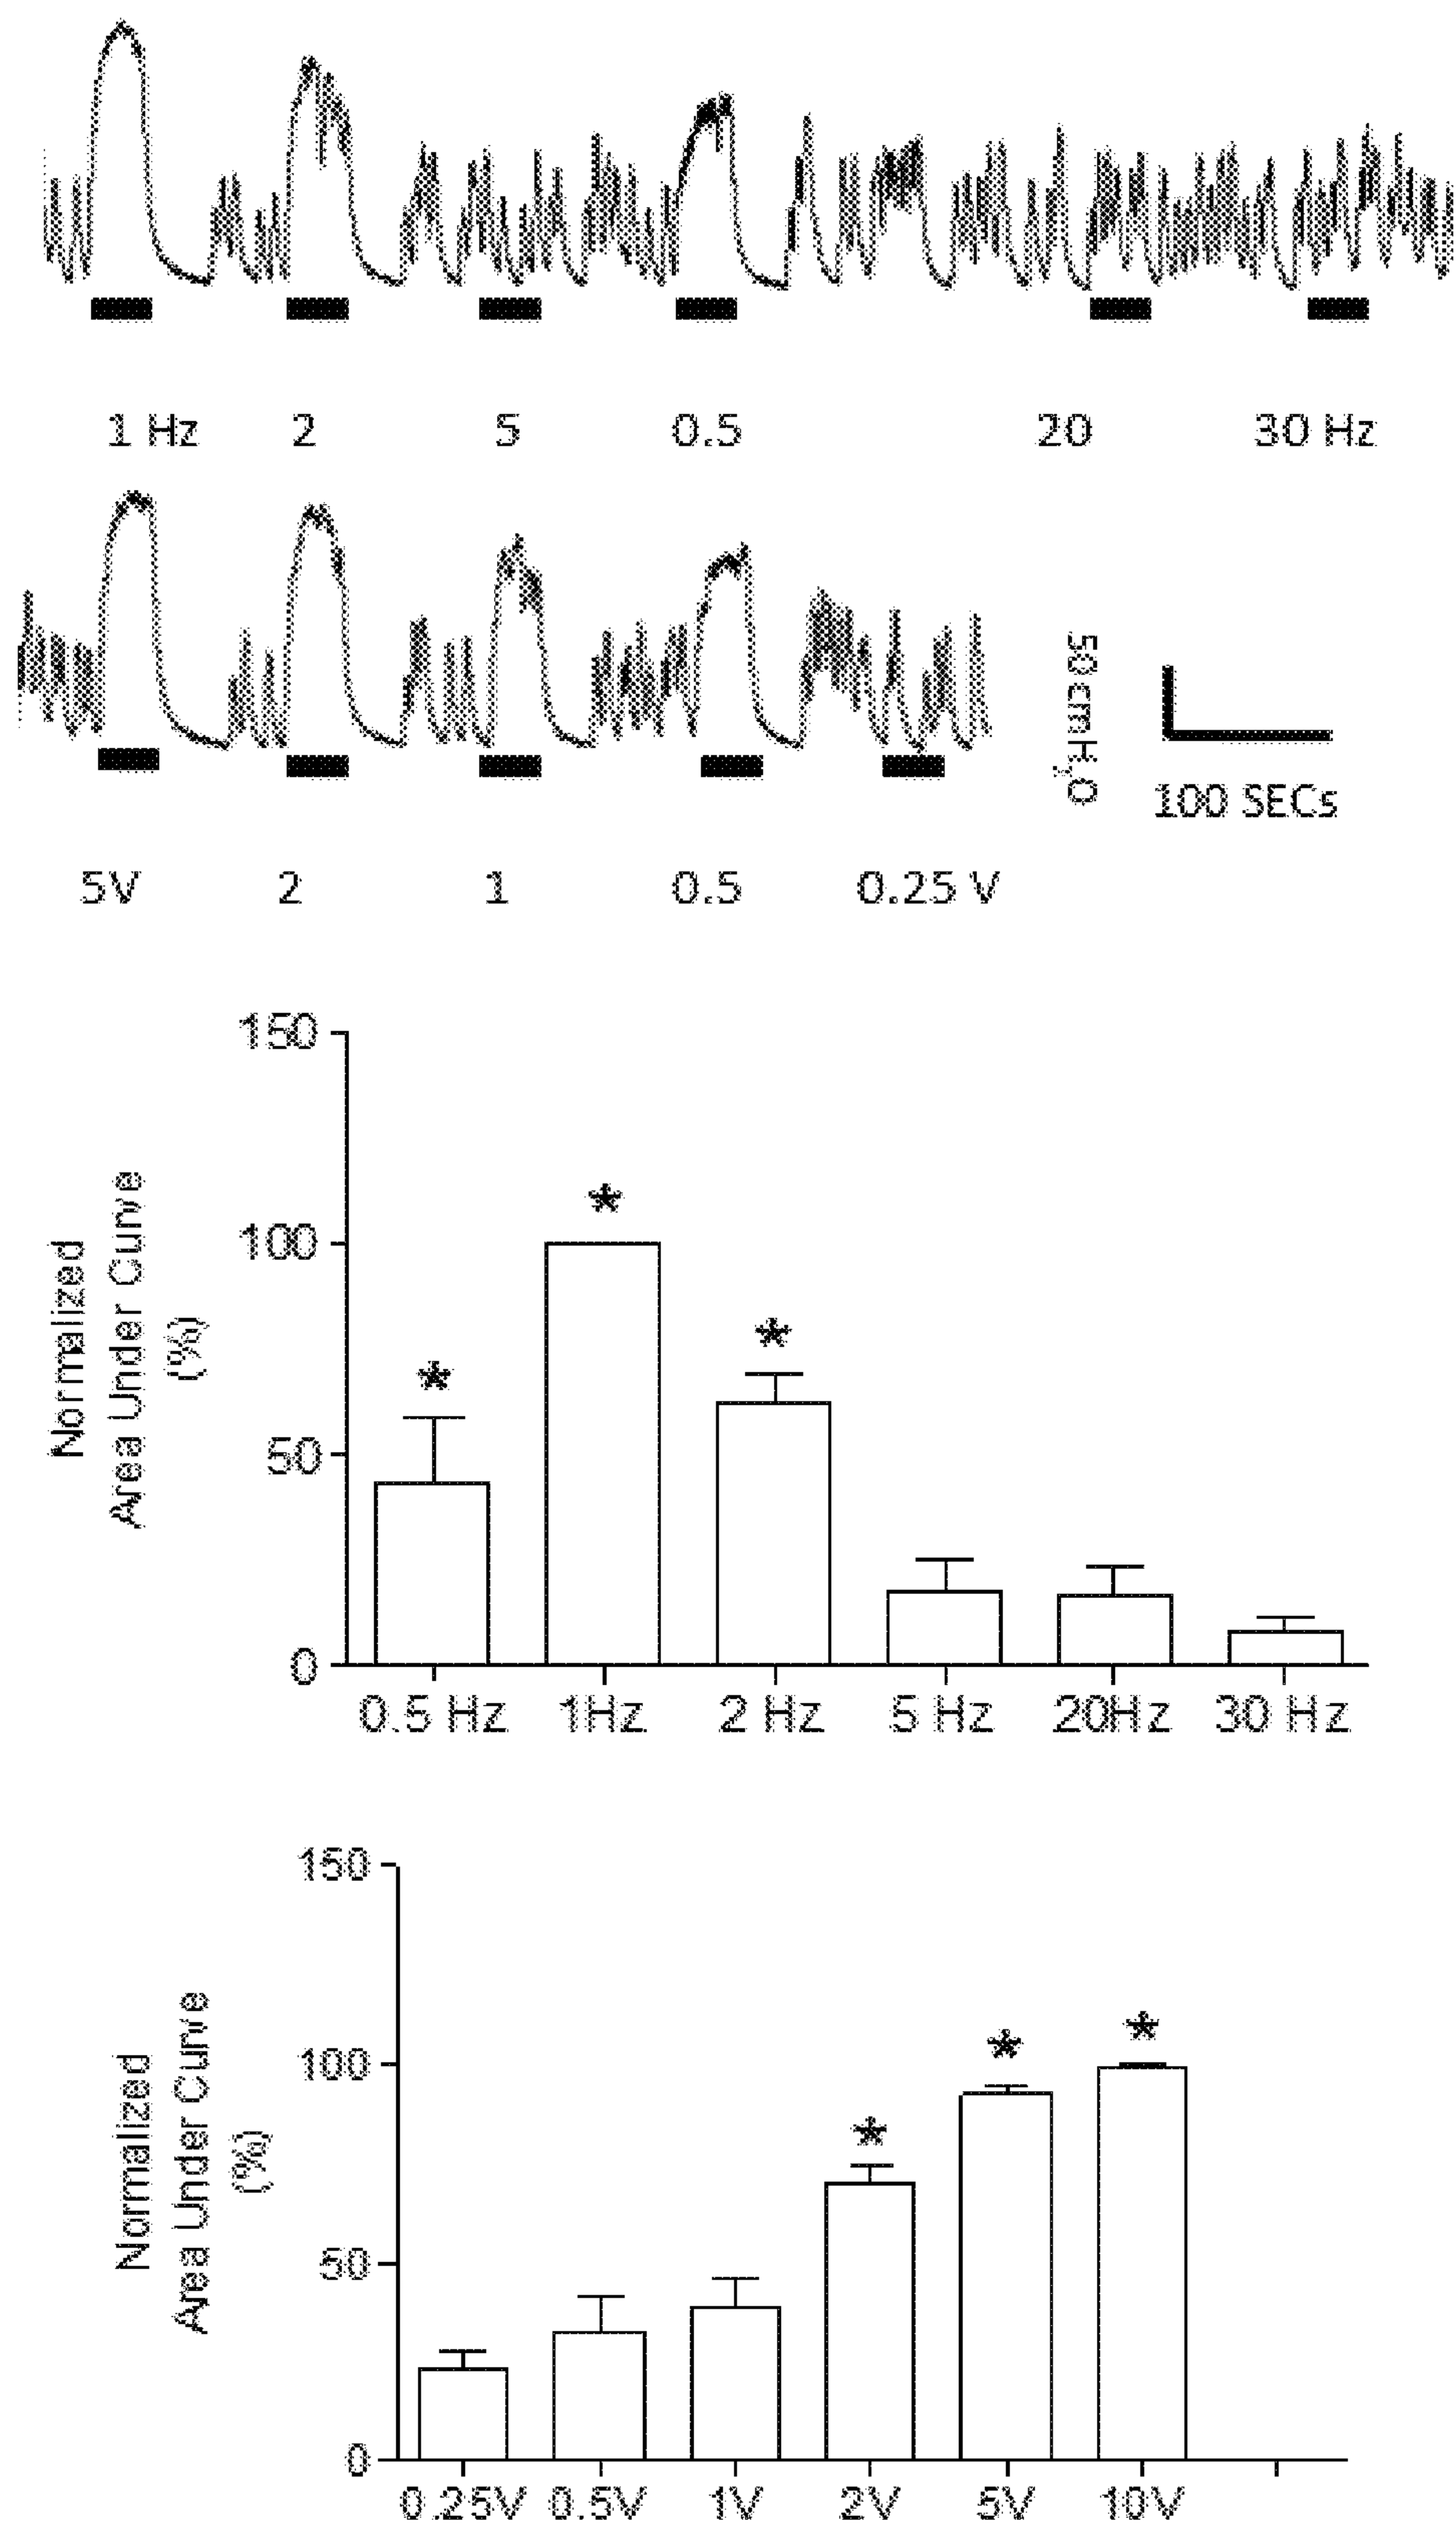 1 Hz 2 5 0.5 20 30 Hz
50 cmH₂O
100 SECs
5V 2 1 0.5 0.25 V
Normalized
Area Under Curve
(%)
150
*
100
*
*
50
0
0.5 Hz 1Hz 2 Hz 5 Hz 20Hz 30 Hz
Normalized
Area Under Curve
(%)
150
*
*
100
*
50
0
0.25V 0.5V 1V 2V 5V 10V